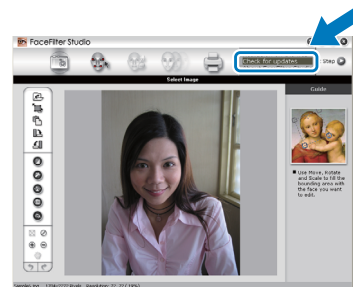 FaceFilter Studio
Check for updates
Step
Select Image
Guide
Use Move, Rotate
and Scale to fill the
bounding area with
the face you want
to edit.